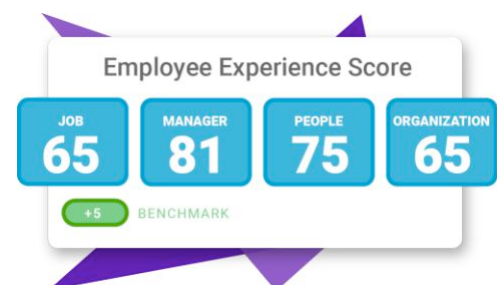 Employee Experience Score
JOB MANAGER PEOPLE ORGANIZATION
65 81 75 65
+5 BENCHMARK